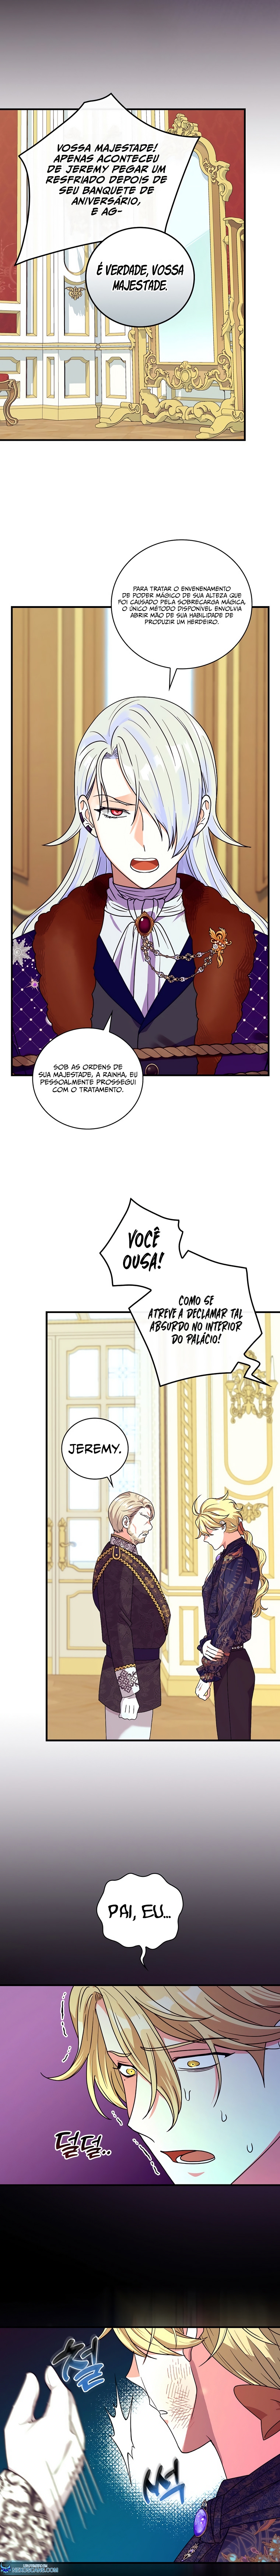 VOSSA MAJESTADE!
APENAS ACONTECEU
DE JEREMY PEGAR UM
RESFRIADO DEPOIS DE
SEU BANQUETE DE
ANIVERSÁRIO,
E AG-
É VERDADE, VOSSA
MAJESTADE.
PARA TRATAR O ENVENENAMENTO
DE PODER MÁGICO DE SUA ALTEZA QUE
FOI CAUSADO PELA SOBRECARGA MÁGICA,
O ÚNICO MÉTODO DISPONÍVEL ENVOLVIA
ABRIR MÃO DE SUA HABILIDADE DE
PRODUZIR UM HERDEIRO.
SOB AS ORDENS DE
SUA MAJESTADE, A RAINHA, EU
PESSOALMENTE PROSSEGUI
COM O TRATAMENTO.
VOCÊ
OUSA!
COMO SE
ATREVE A DECLARAR TAL
ABSURDO NO INTERIOR
DO PALÁCIO!
JEREMY.
PAI, EU...
덜덜..
철
썩